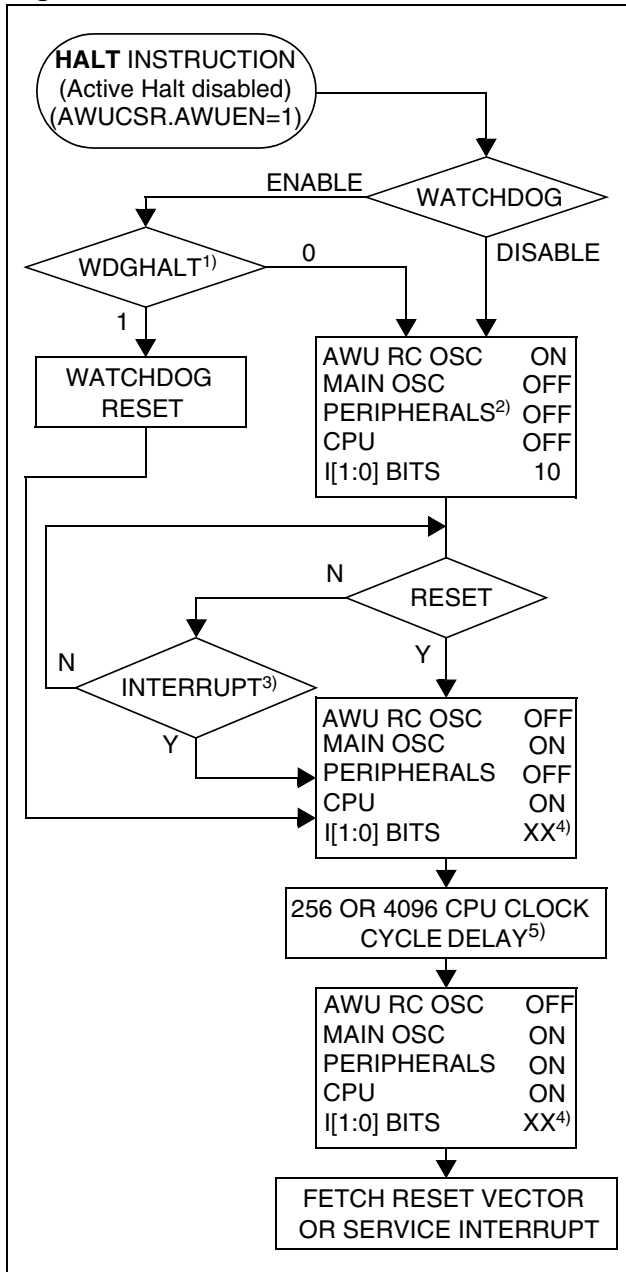 HALT INSTRUCTION
(Active Halt disabled)
(AWUCSR.AWUEN=1)
ENABLE
WATCHDOG
WDGHALT1)
0
DISABLE
1
WATCHDOG
RESET
AWU RC OSC ON
MAIN OSC OFF
PERIPHERALS2) OFF
CPU OFF
I[1:0] BITS 10
N
RESET
Y
N
INTERRUPT3)
Y
AWU RC OSC OFF
MAIN OSC ON
PERIPHERALS OFF
CPU ON
I[1:0] BITS XX4)
256 OR 4096 CPU CLOCK
CYCLE DELAY5)
AWU RC OSC OFF
MAIN OSC ON
PERIPHERALS ON
CPU ON
I[1:0] BITS XX4)
FETCH RESET VECTOR
OR SERVICE INTERRUPT